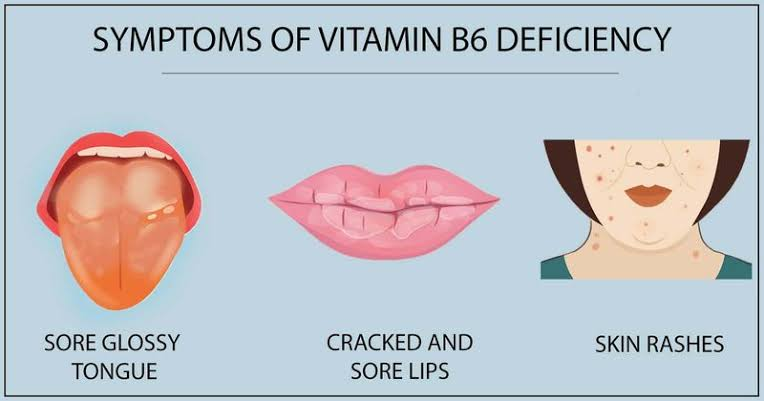 SYMPTOMS OF VITAMIN B6 DEFICIENCY
SORE GLOSSY
TONGUE
CRACKED AND
SORE LIPS
SKIN RASHES